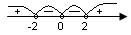 + − − +
-2 0 2